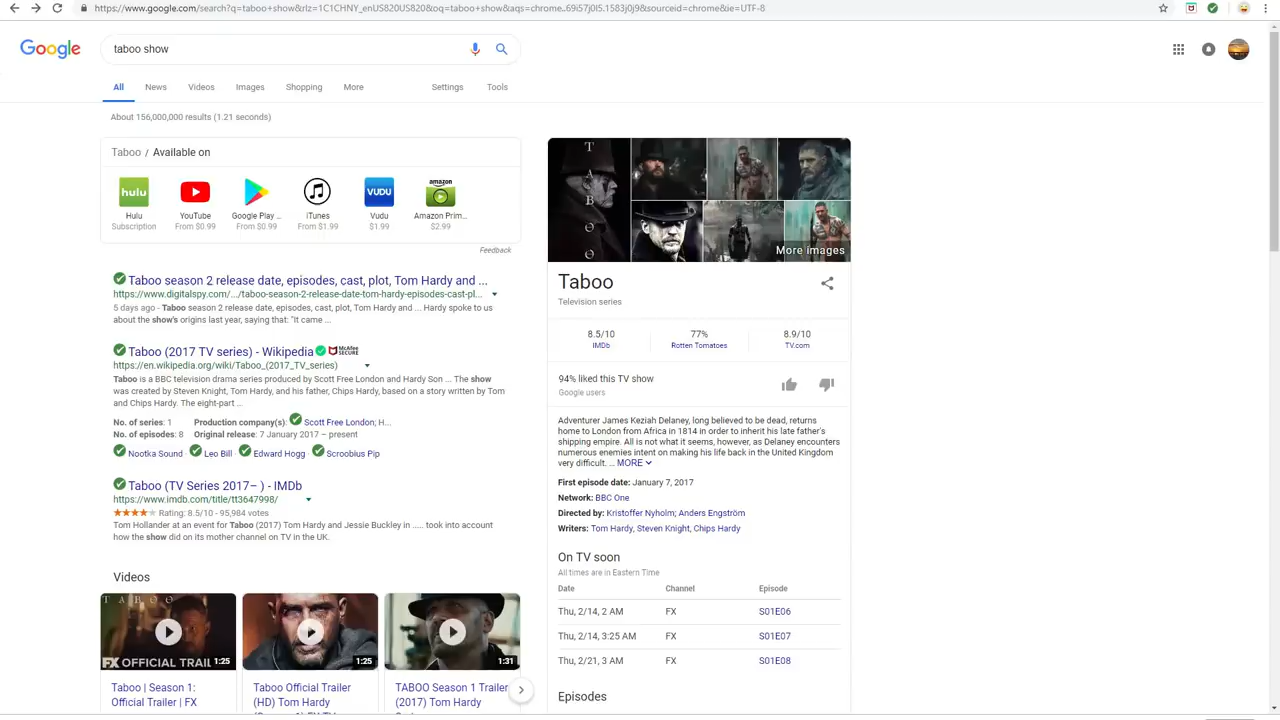 https://www.google.com/search?q=taboo+show&rlz=1C1CHNY_enUS820US820&oq=taboo+show&aqs=chrome..69i57j0l5.1583j0j9&sourceid=chrome&ie=UTF-8
Google
taboo show
All News Videos Images Shopping More Settings Tools
About 156,000,000 results (1.21 seconds)
Taboo / Available on
hulu
VUDU
amazon
Hulu YouTube Google Play ... iTunes Vudu Amazon Prim...
Subscription From $0.99 From $0.99 From $1.99 $1.99 $2.99
Feedback
Taboo season 2 release date, episodes, cast, plot, Tom Hardy and ...
https://www.digitalspy.com/.../taboo-season-2-release-date-tom-hardy-episodes-cast-pl...
5 days ago - Taboo season 2 release date, episodes, cast, plot, Tom Hardy and ... Hardy spoke to us
about the show's origins last year, saying that: "It came ...
Taboo (2017 TV series) - Wikipedia McAfee SECURE
https://en.wikipedia.org/wiki/Taboo_(2017_TV_series)
Taboo is a BBC television drama series produced by Scott Free London and Hardy Son ... The show
was created by Steven Knight, Tom Hardy, and his father, Chips Hardy, based on a story written by Tom
and Chips Hardy. The eight-part ...
No. of series: 1 Production company(s): Scott Free London; H...
No. of episodes: 8 Original release: 7 January 2017 – present
Nootka Sound · Leo Bill · Edward Hogg · Scroobius Pip
Taboo (TV Series 2017– ) - IMDb
https://www.imdb.com/title/tt3647998/
Rating: 8.5/10 - 95,984 votes
Tom Hollander at an event for Taboo (2017) Tom Hardy and Jessie Buckley in ..... took into account
how the show did on its mother channel on TV in the UK.
Videos
TABOO
FX OFFICIAL TRAIL 1:25
1:25
1:31
Taboo | Season 1:
Official Trailer | FX
Taboo Official Trailer
(HD) Tom Hardy
TABOO Season 1 Trailer
(2017) Tom Hardy
TABOO
More images
Taboo
Television series
8.5/10 77% 8.9/10
IMDb Rotten Tomatoes TV.com
94% liked this TV show
Google users
Adventurer James Keziah Delaney, long believed to be dead, returns
home to London from Africa in 1814 in order to inherit his late father's
shipping empire. All is not what it seems, however, as Delaney encounters
numerous enemies intent on making his life back in the United Kingdom
very difficult. ... MORE
First episode date: January 7, 2017
Network: BBC One
Directed by: Kristoffer Nyholm; Anders Engström
Writers: Tom Hardy, Steven Knight, Chips Hardy
On TV soon
All times are in Eastern Time
Date Channel Episode
Thu, 2/14, 2 AM FX S01E06
Thu, 2/14, 3:25 AM FX S01E07
Thu, 2/21, 3 AM FX S01E08
Episodes